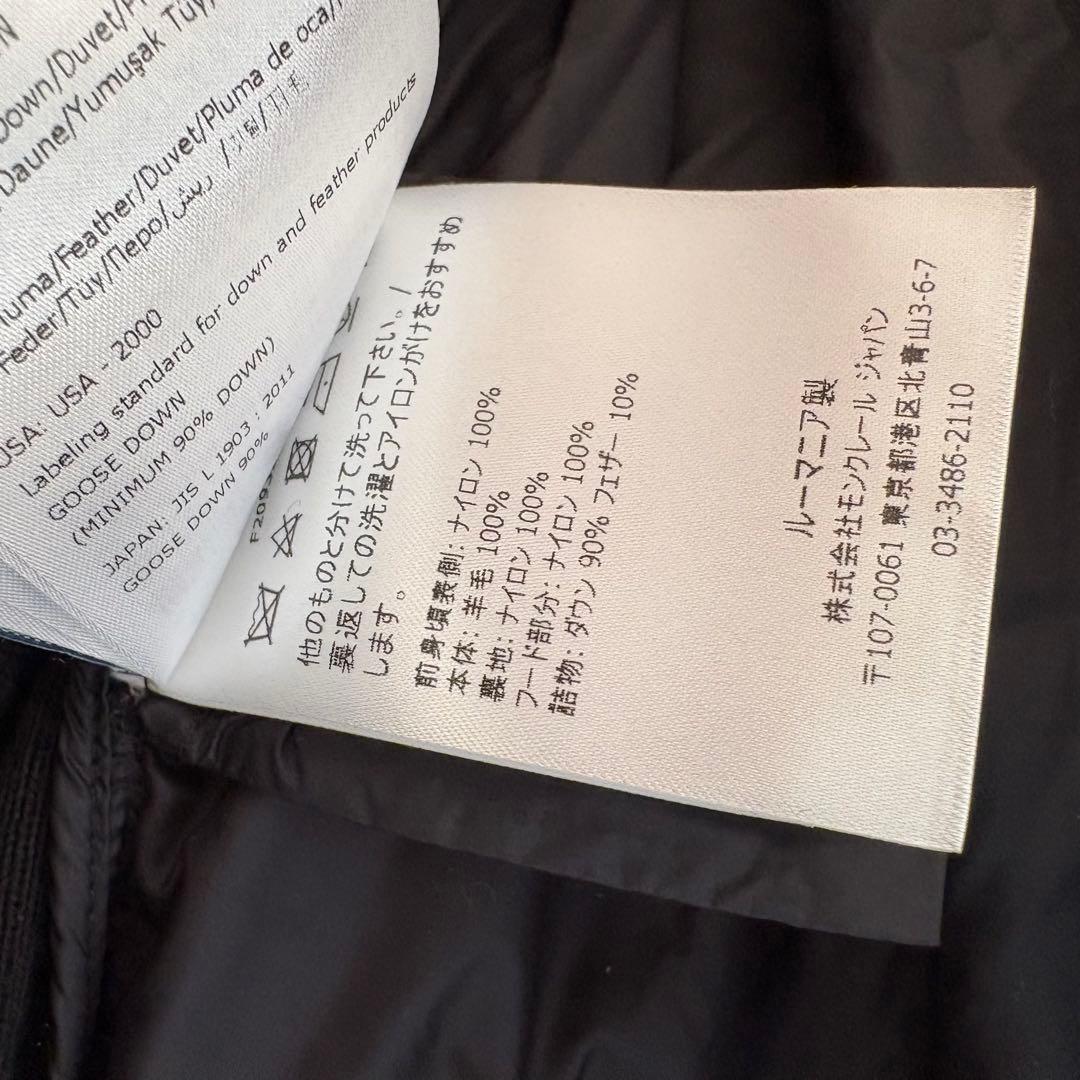 Down/Duvet/P
Daune/Yumuşak Tüy/
luma/Feather/Duvet/Pluma de oca/
Feder/Tüy/Перо/ريش/
USA: USA - 2000
Labeling standard for down and feather products
GOOSE DOWN
(MINIMUM 90% DOWN)
JAPAN: JIS L 1903 : 2011
GOOSE DOWN 90%
F2093
他のものと分けて洗って下さい。/
裏返しての洗濯とアイロンがけをおすすめ
します。
前身頃表側: ナイロン 100%
本体: 羊毛 100%
裏地: ナイロン 100%
フード部分: ナイロン 100%
詰物: ダウン 90% フェザー 10%
ルーマニア製
株式会社モンクレール ジャパン
〒107-0061 東京都港区北青山3-6-7
03-3486-2110